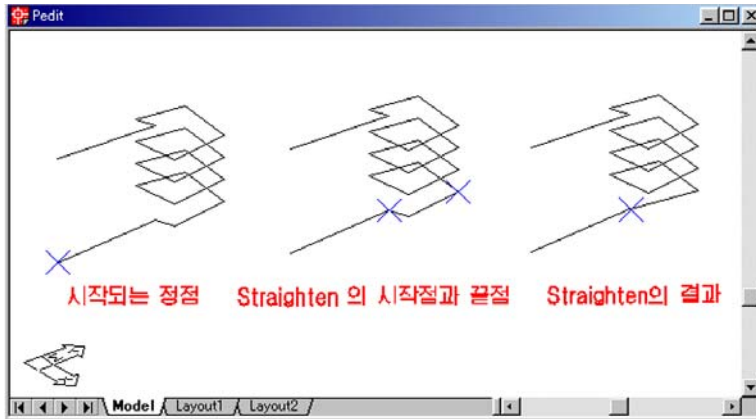 Pedit
시작되는 정점
Straighten 의 시작점과 끝점
Straighten의 결과
Model
Layout1
Layout2